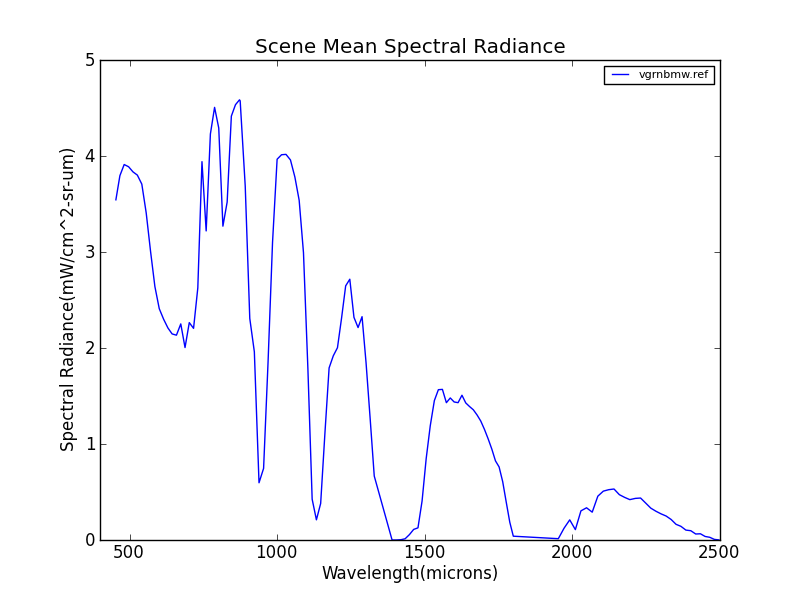 Scene Mean Spectral Radiance
vgrnbmw.ref
Spectral Radiance(mW/cm^2-sr-um)
5
4
3
2
1
0
500 1000 1500 2000 2500
Wavelength(microns)